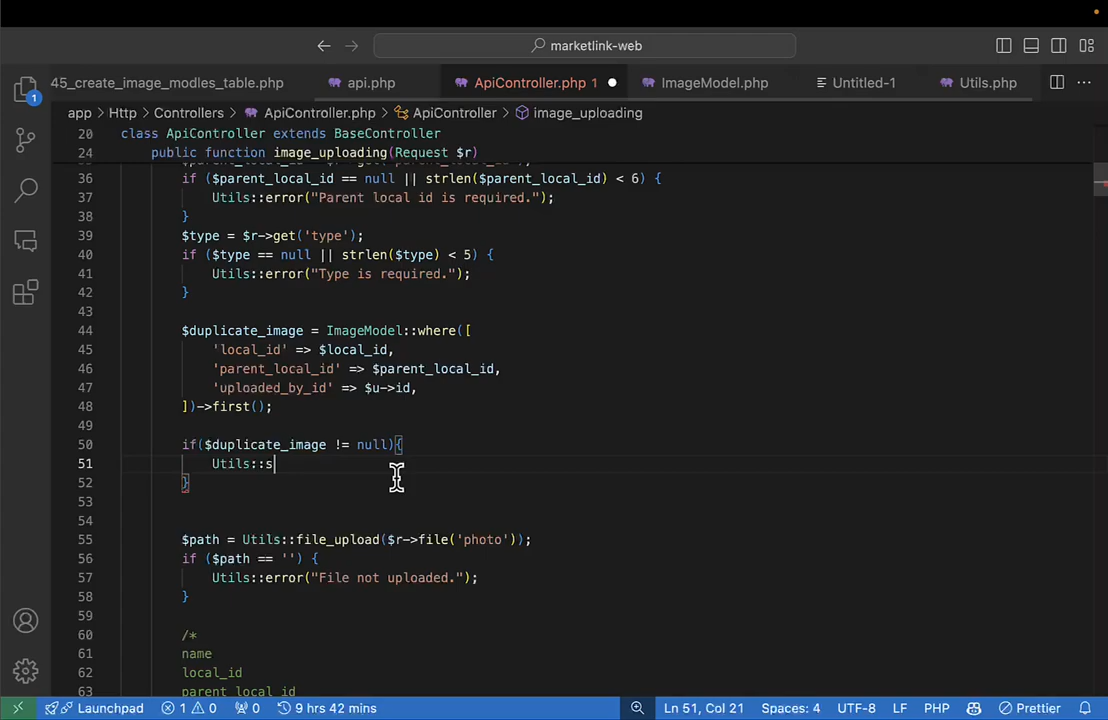 marketlink-web
45_create_image_modles_table.php api.php ApiController.php 1 ImageModel.php Untitled-1 Utils.php
app > Http > Controllers > ApiController.php > ApiController > image_uploading
20 class ApiController extends BaseController
24 public function image_uploading(Request $r)
36 if ($parent_local_id == null || strlen($parent_local_id) < 6) {
37 Utils::error("Parent local id is required.");
38 }
39 $type = $r->get('type');
40 if ($type == null || strlen($type) < 5) {
41 Utils::error("Type is required.");
42 }
43
44 $duplicate_image = ImageModel::where([
45 'local_id' => $local_id,
46 'parent_local_id' => $parent_local_id,
47 'uploaded_by_id' => $u->id,
48 ])->first();
49
50 if($duplicate_image != null){
51 Utils::s
52 }
53
54
55 $path = Utils::file_upload($r->file('photo'));
56 if ($path == '') {
57 Utils::error("File not uploaded.");
58 }
59
60 /*
61 name
62 local_id
63 parent_local_id
1
Launchpad 1 0 0 9 hrs 42 mins Ln 51, Col 21 Spaces: 4 UTF-8 LF PHP Prettier